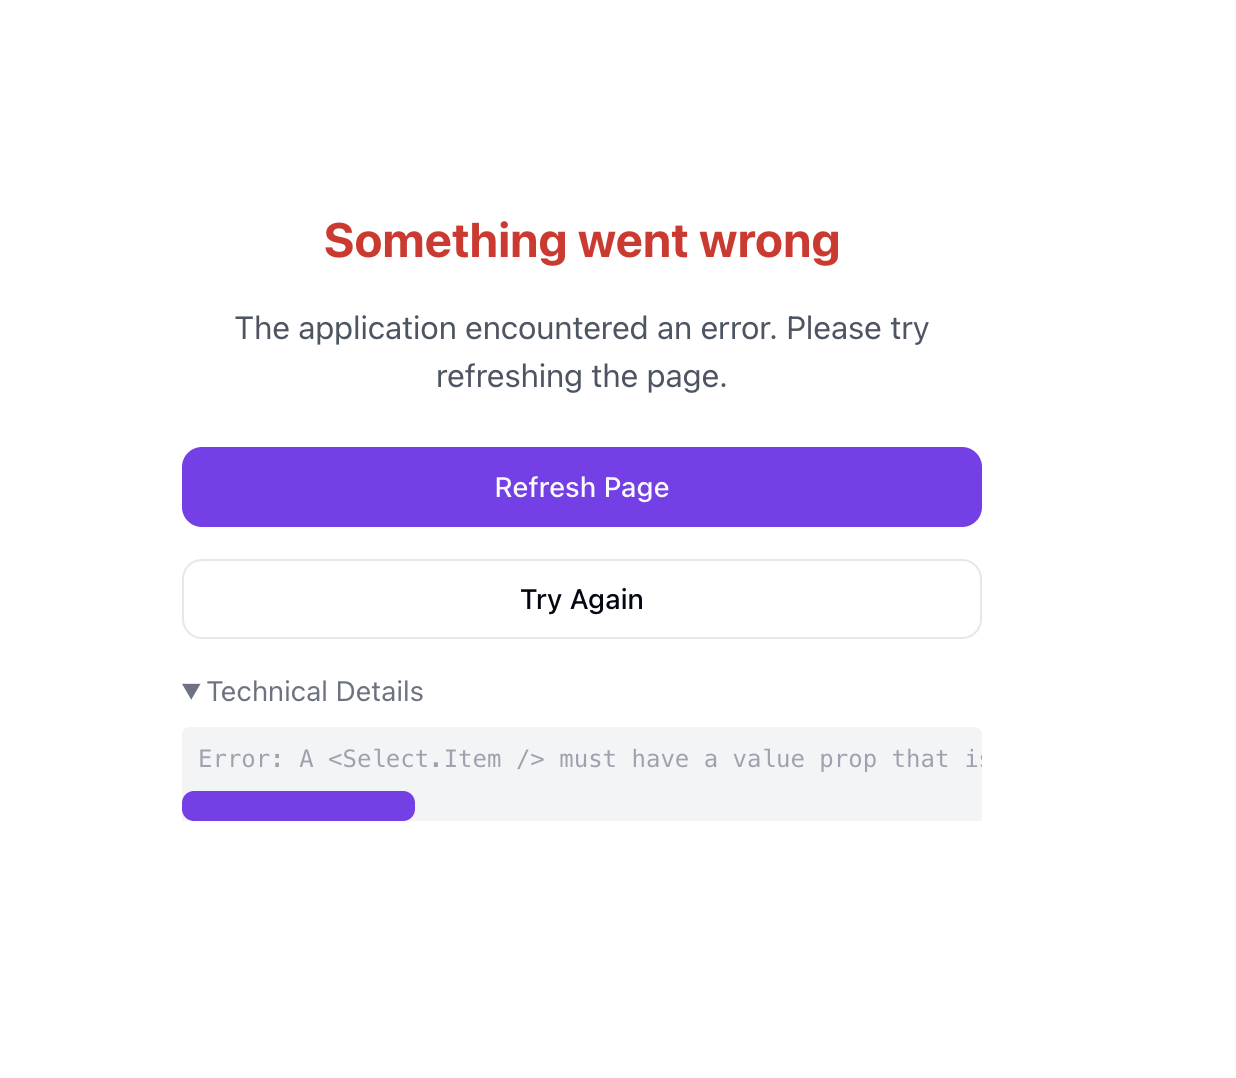 Something went wrong
The application encountered an error. Please try
refreshing the page.
Refresh Page
Try Again
Technical Details
Error: A <Select.Item /> must have a value prop that is